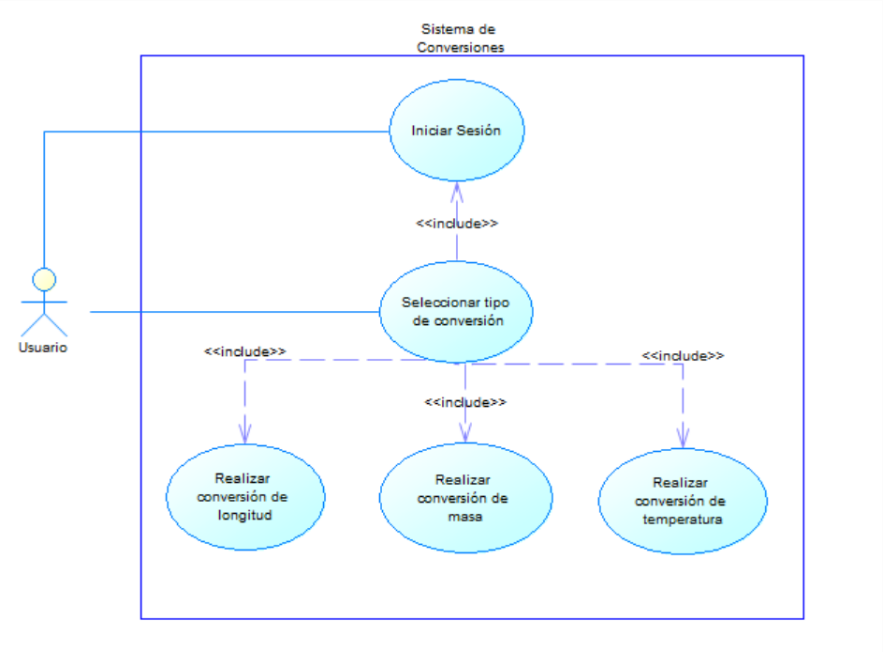 Sistema de
Conversiones
Iniciar Sesión
<<include>>
Seleccionar tipo
de conversión
Usuario
<<include>>
<<include>>
<<include>>
Realizar
conversión de
longitud
Realizar
conversión de
masa
Realizar
conversión de
temperatura